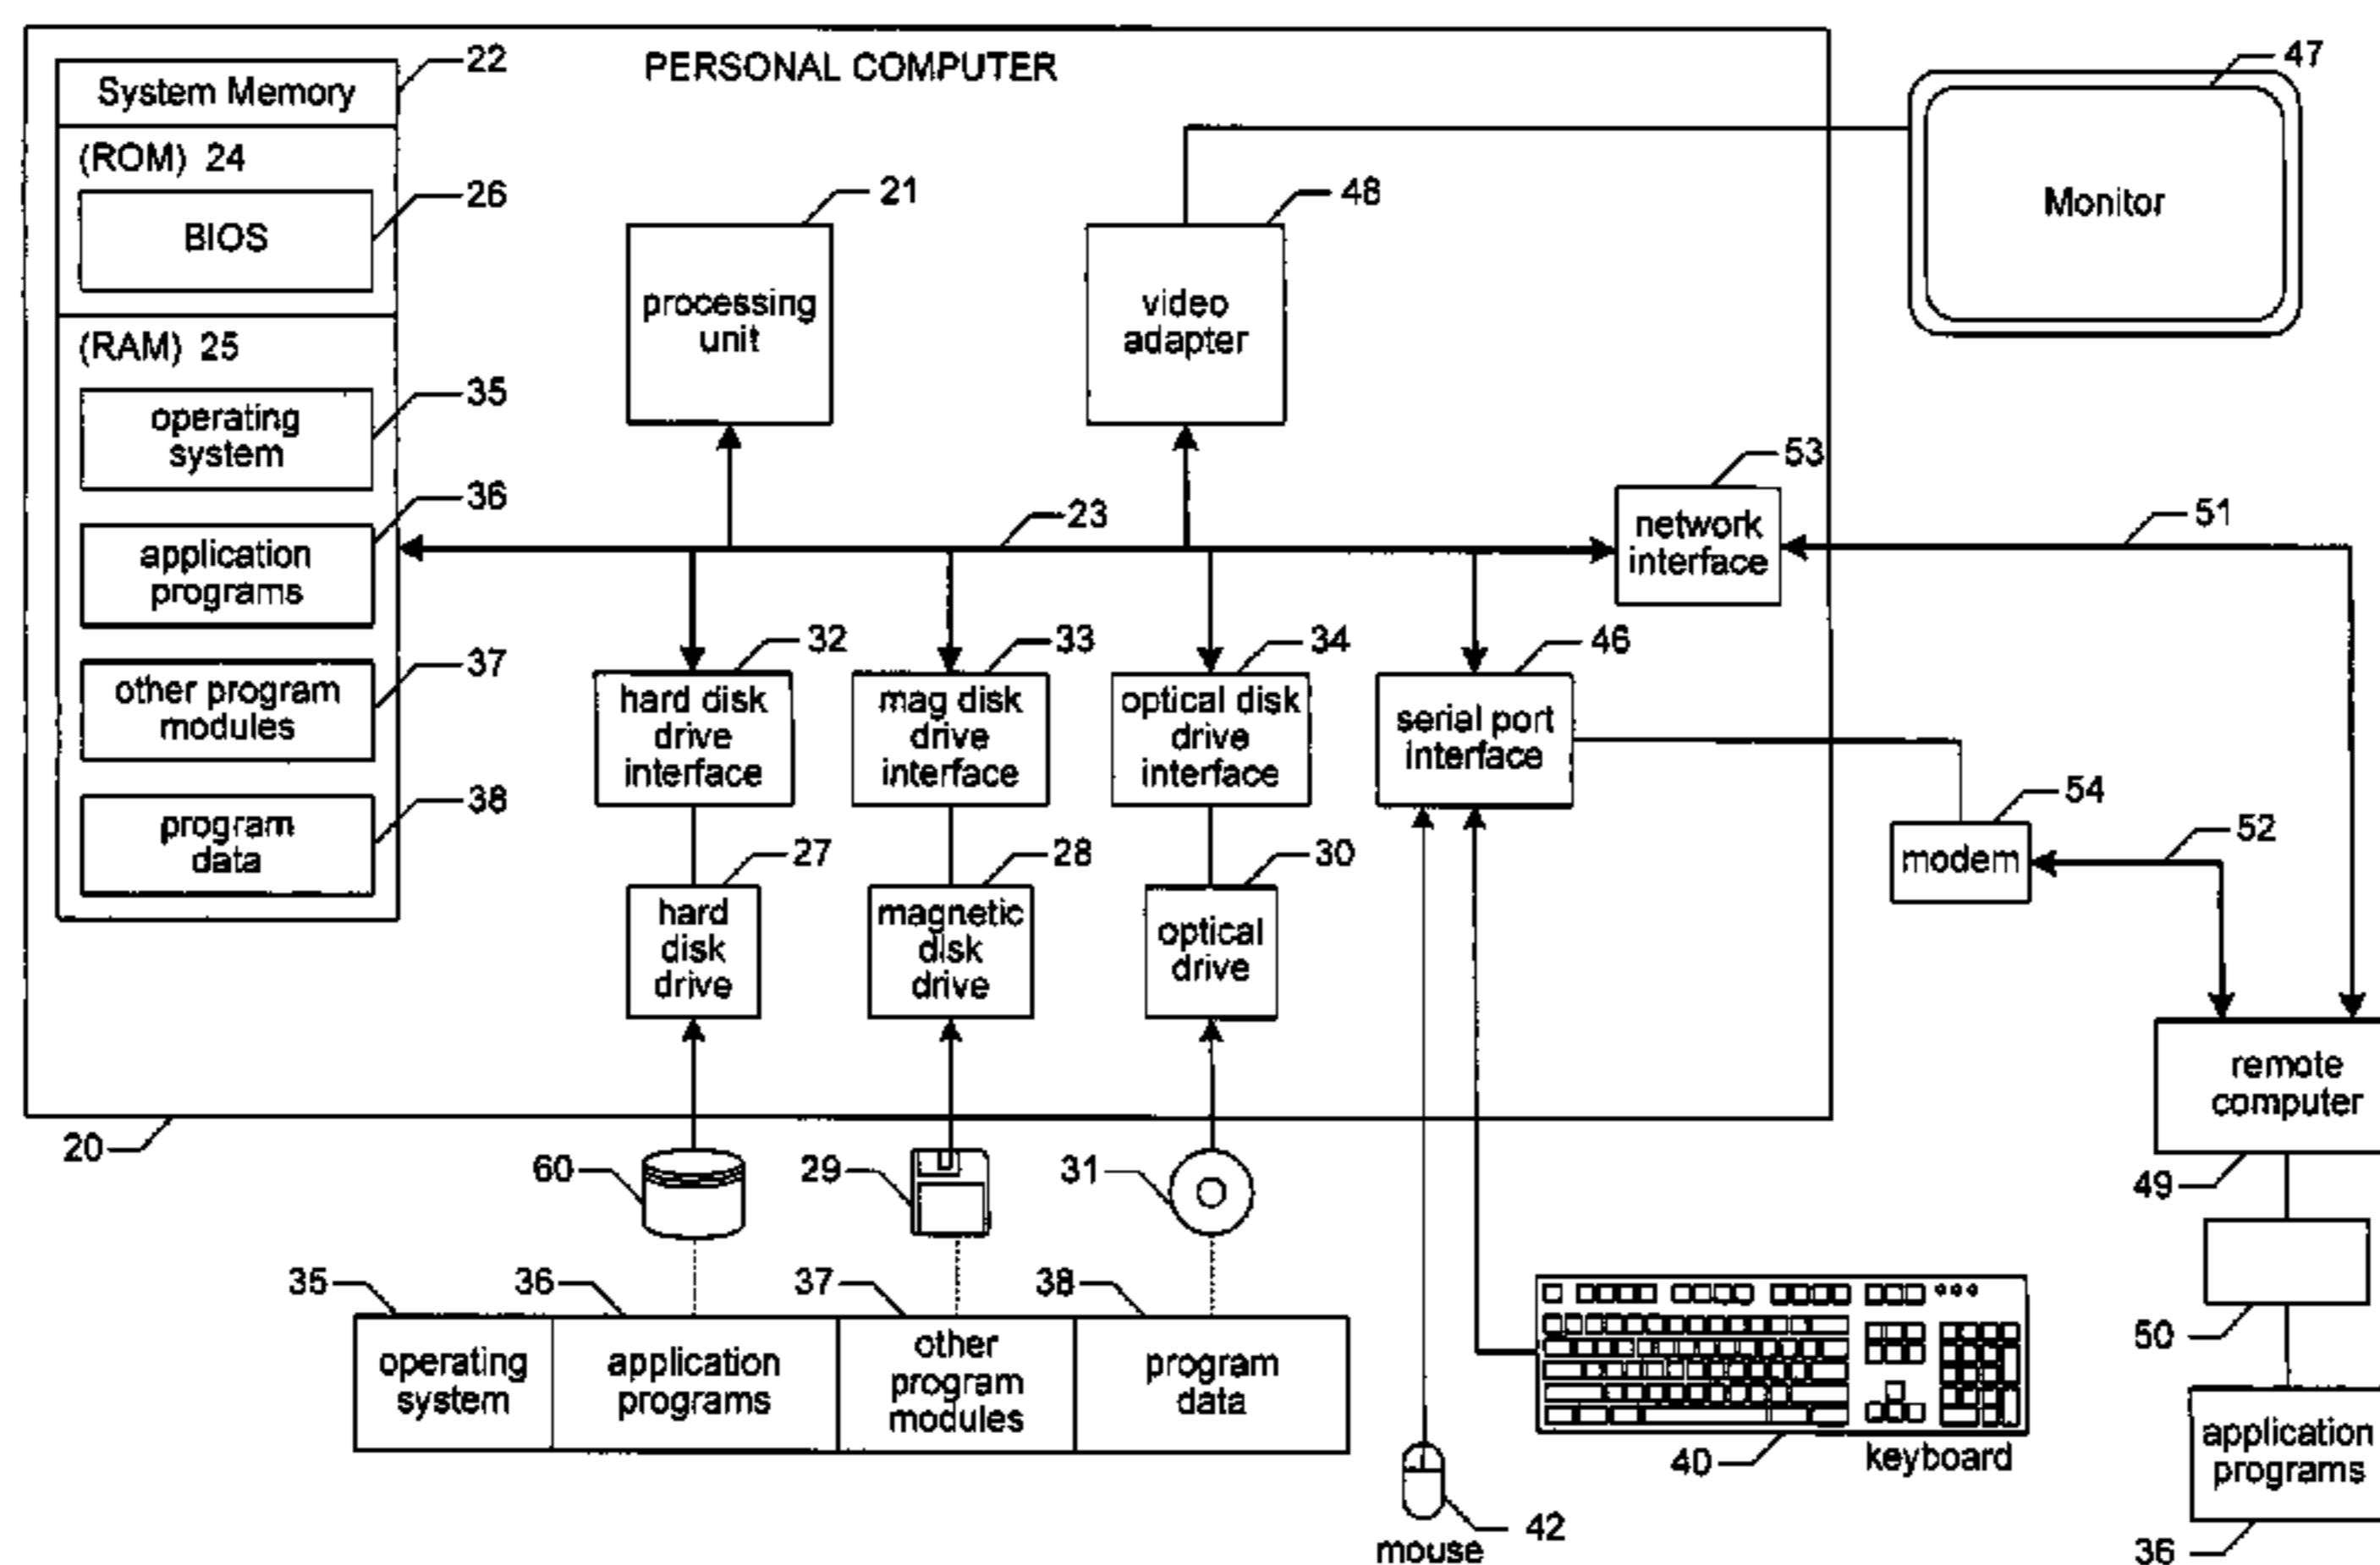 PERSONAL COMPUTER
22
System Memory
(ROM) 24
26
BIOS
(RAM) 25
35
operating
system
36
application
programs
37
other program
modules
38
program
data
21
processing
unit
48
video
adapter
47
Monitor
23
53
network
interface
51
32
hard disk
drive
interface
33
mag disk
drive
interface
34
optical disk
drive
interface
46
serial port
interface
27
hard
disk
drive
28
magnetic
disk
drive
30
optical
drive
54
modem
52
20
60
29
31
remote
computer
49
50
35
operating
system
36
application
programs
37
other
program
modules
38
program
data
40
keyboard
42
mouse
application
programs
36